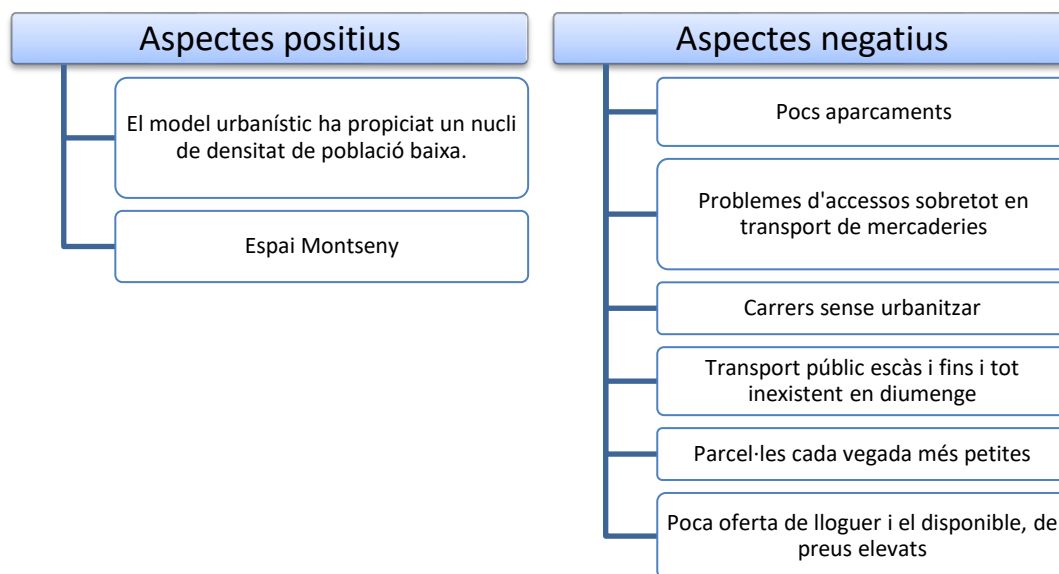 Aspectes positius
El model urbanístic ha propiciat un nucli
de densitat de població baixa.
Espai Montseny
Aspectes negatius
Pocs aparcaments
Problemes d'accessos sobretot en
transport de mercaderies
Carrers sense urbanitzar
Transport públic escàs i fins i tot
inexistent en diumenge
Parcel·les cada vegada més petites
Poca oferta de lloguer i el disponible, de
preus elevats